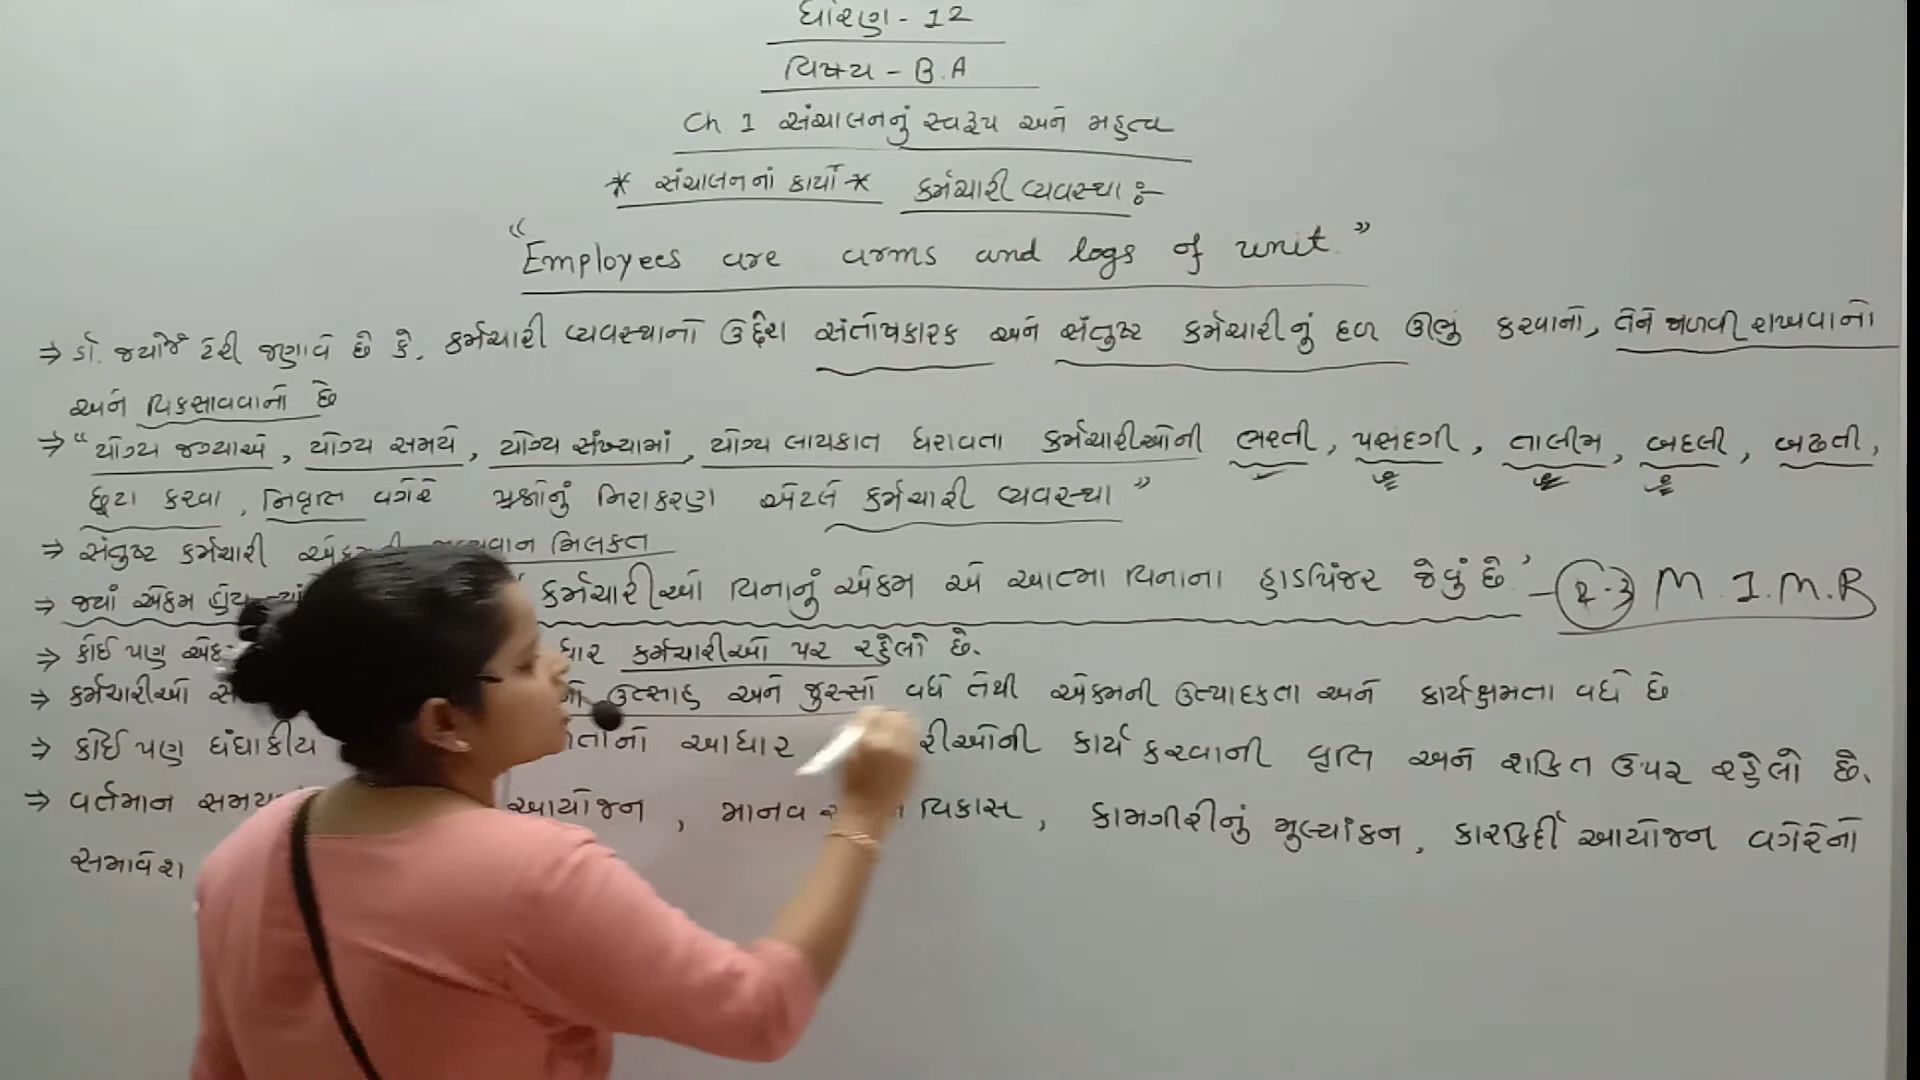 ધોરણ - 12
વિષય - B.A
Ch 1 સંચાલનનું સ્વરૂપ અને મહત્વ
* સંચાલનનાં કાર્યો * કર્મચારી વ્યવસ્થા :-
"Employees are arms and logs of unit."
⇒ ડૉ. જ્યોર્જ ટેરી જણાવે છે કે, કર્મચારી વ્યવસ્થાનો ઉદ્દેશ સંતોષકારક અને સંતુષ્ટ કર્મચારીનું દળ ઊભું કરવાનો, તેને જાળવી રાખવાનો
અને વિકસાવવાનો છે
⇒ "યોગ્ય જગ્યાએ, યોગ્ય સમયે, યોગ્ય સંખ્યામાં, યોગ્ય લાયકાત ધરાવતા કર્મચારીઓની ભરતી, પસંદગી, તાલીમ, બદલી, બઢતી,
છૂટા કરવા, નિવૃત્તિ વગેરે પ્રશ્નોનું નિરાકરણ એટલે કર્મચારી વ્યવસ્થા"
⇒ સંતુષ્ટ કર્મચારી મિલકત
⇒ જ્યાં એકમ હોય ત્યાં કર્મચારીઓ વિનાનું એકમ એ આત્મા વિનાના હાડપિંજર જેવું છે.' - 2-3 M.I.M.P
⇒ કોઈ પણ કર્મચારીઓ પર રહેલો છે.
⇒ કર્મચારીઓ ઉત્સાહ અને જુસ્સો વધે તેથી એકમની ઉત્પાદકતા અને કાર્યક્ષમતા વધે છે
⇒ કોઈ પણ ધંધાકીય આધાર કાર્ય કરવાની વૃત્તિ અને શક્તિ ઉપર રહેલો છે.
⇒ વર્તમાન આયોજન, માનવ વિકાસ, કામગીરીનું મુલ્યાંકન, કારકિર્દી આયોજન વગેરેનો
સમાવેશ